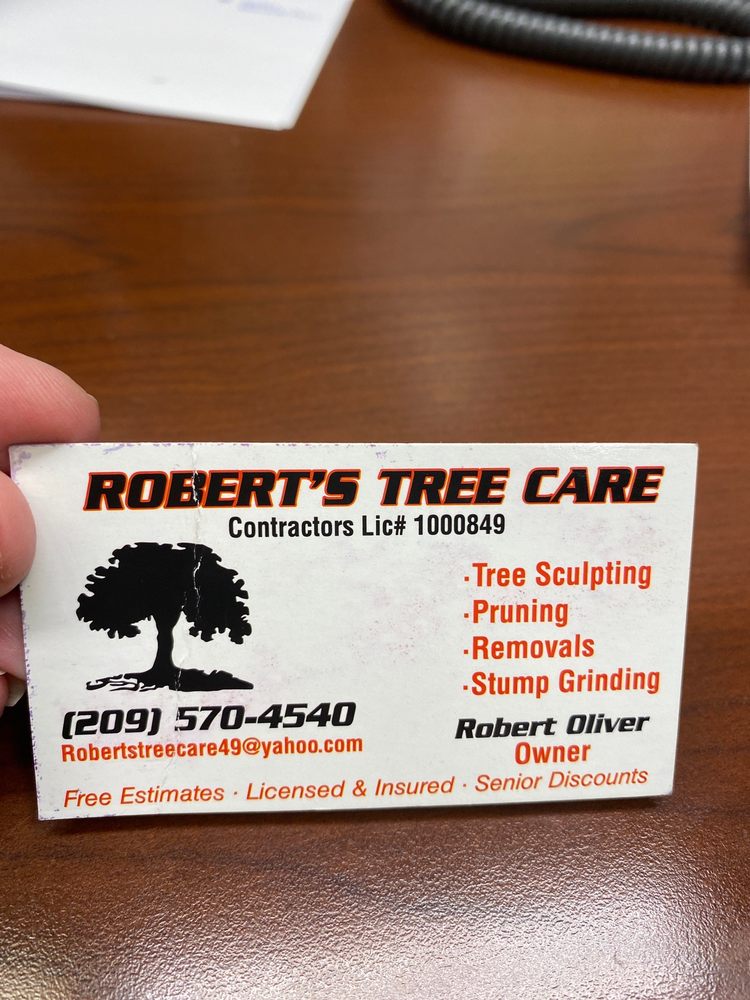 ROBERT'S TREE CARE
Contractors Lic# 1000849
·Tree Sculpting
·Pruning
·Removals
·Stump Grinding
(209) 570-4540
Robertstreecare49@yahoo.com
Robert Oliver
Owner
Free Estimates · Licensed & Insured · Senior Discounts